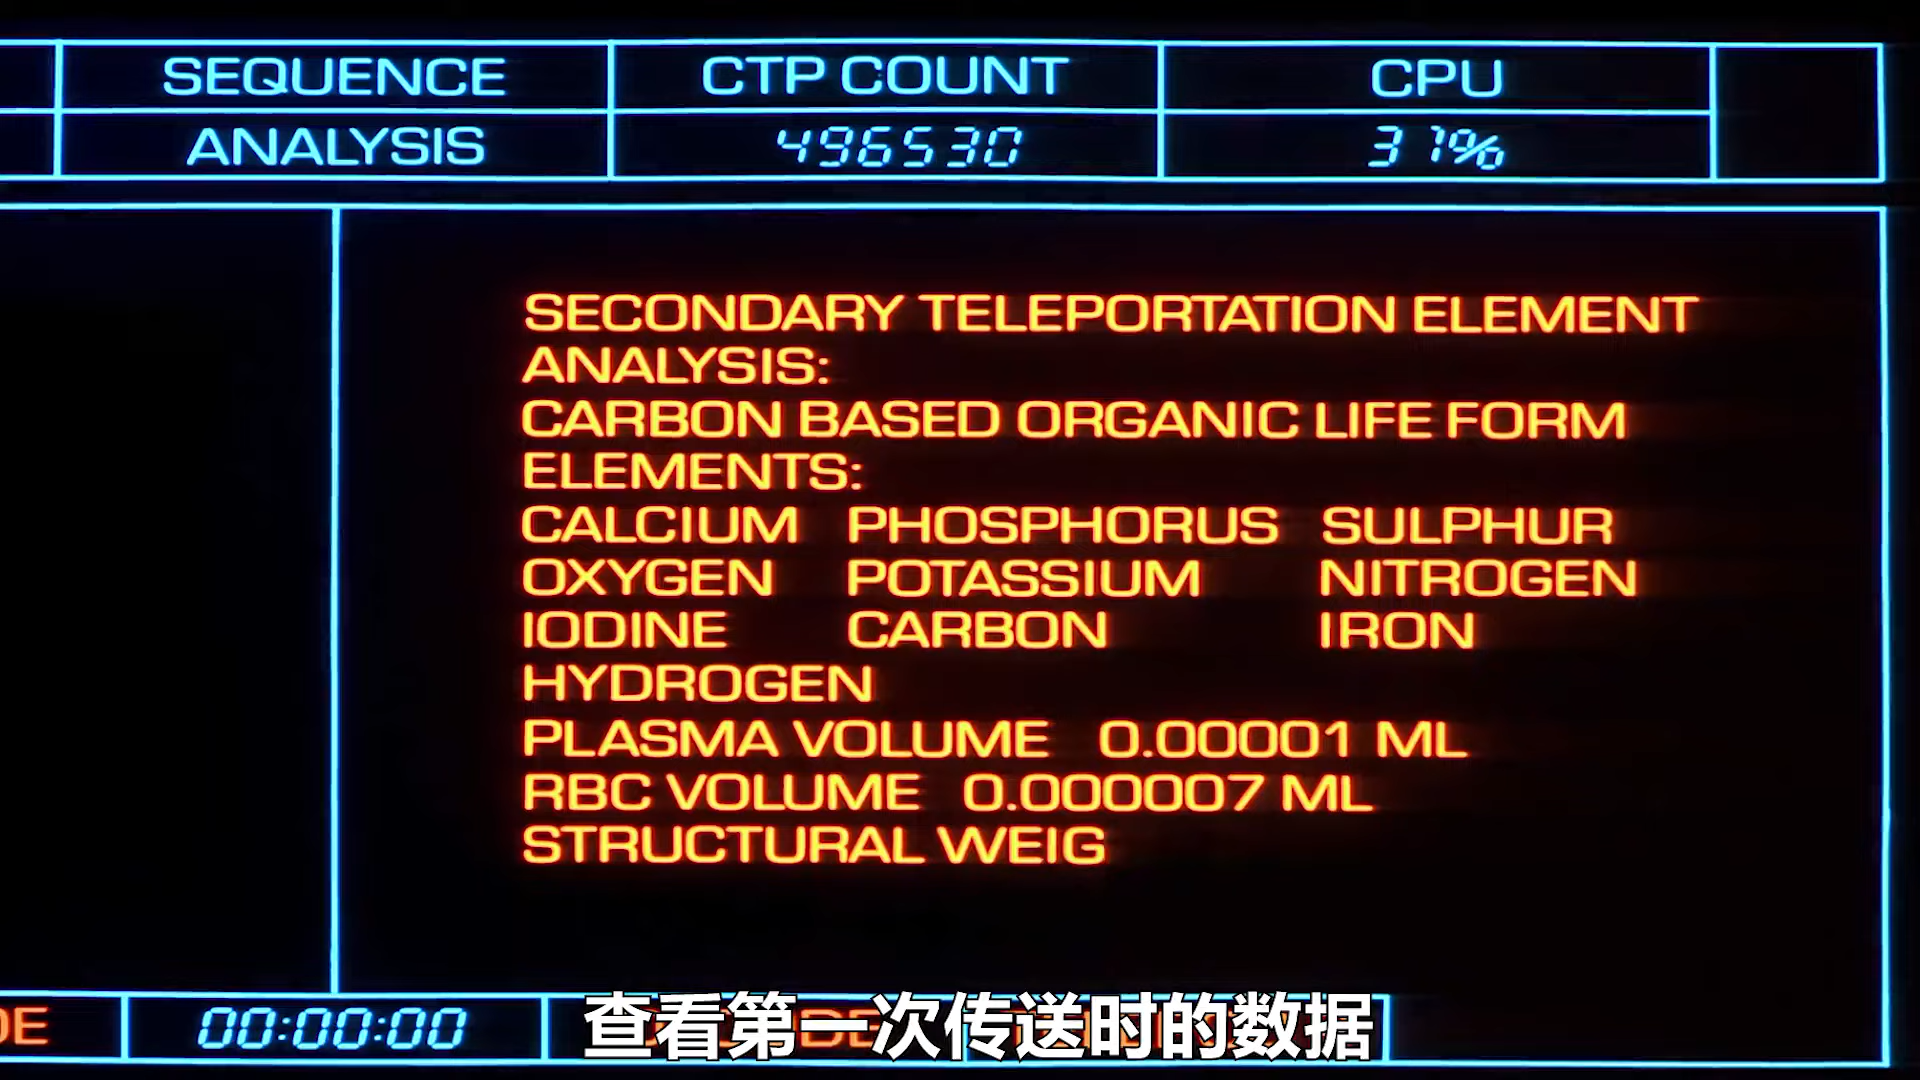 SEQUENCE CTP COUNT CPU
ANALYSIS 496530 31%
SECONDARY TELEPORTATION ELEMENT
ANALYSIS:
CARBON BASED ORGANIC LIFE FORM
ELEMENTS:
CALCIUM PHOSPHORUS SULPHUR
OXYGEN POTASSIUM NITROGEN
IODINE CARBON IRON
HYDROGEN
PLASMA VOLUME 0.00001 ML
RBC VOLUME 0.000007 ML
STRUCTURAL WEIG
DE 00:00:00
查看第一次传送时的数据